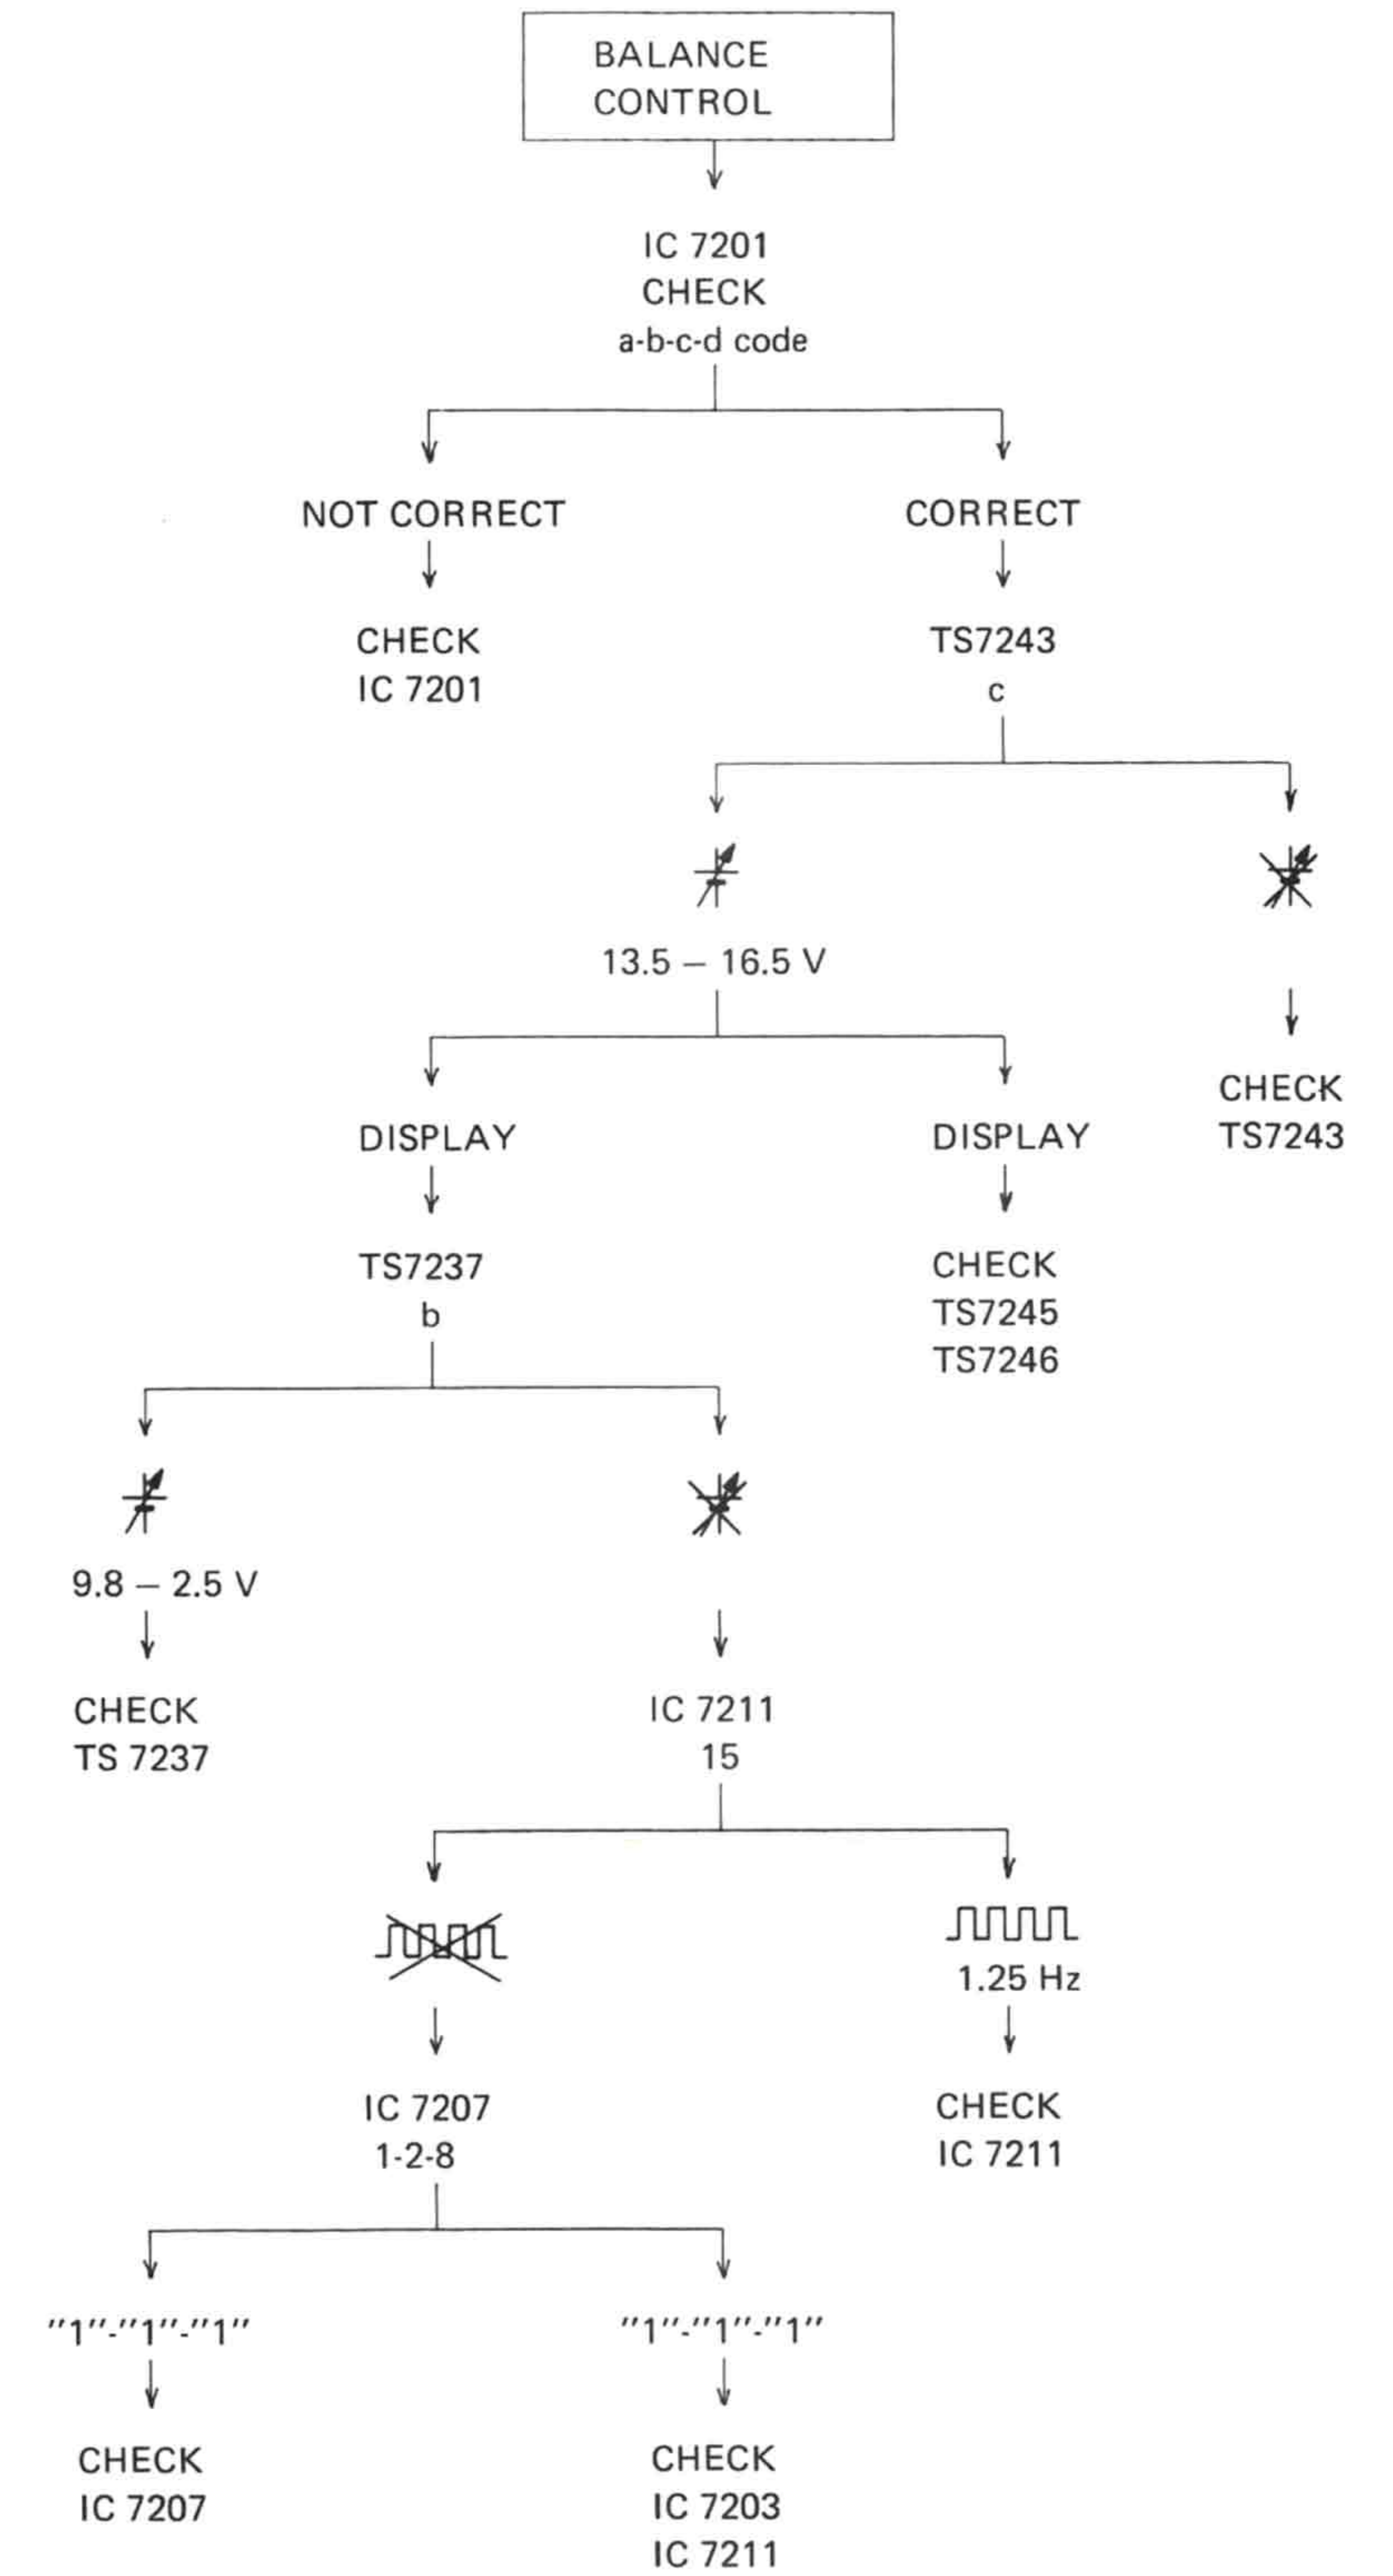 BALANCE
CONTROL
IC 7201
CHECK
a-b-c-d code
NOT CORRECT
CORRECT
CHECK
IC 7201
TS7243
c
13.5 – 16.5 V
CHECK
TS7243
DISPLAY
DISPLAY
TS7237
b
CHECK
TS7245
TS7246
9.8 – 2.5 V
CHECK
TS 7237
IC 7211
15
1.25 Hz
IC 7207
1-2-8
CHECK
IC 7211
"1"-"1"-"1"
"1"-"1"-"1"
CHECK
IC 7207
CHECK
IC 7203
IC 7211